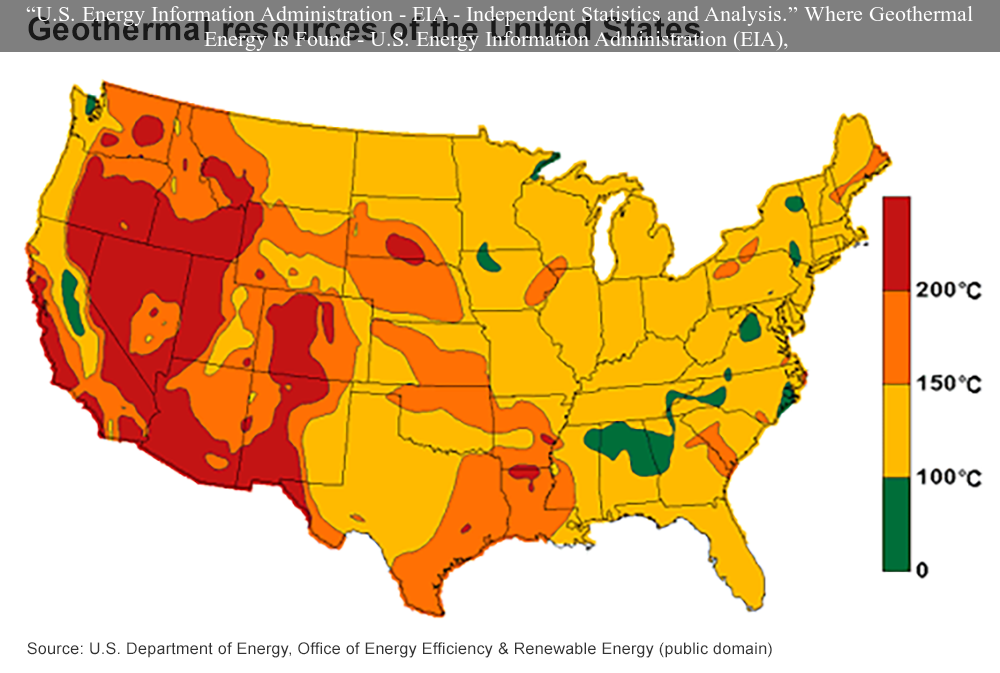 “U.S. Energy Information Administration - EIA - Independent Statistics and Analysis.” Where Geothermal
Energy Is Found - U.S. Energy Information Administration (EIA),
Geothermal resources of the United States
200°C
150°C
100°C
0
Source: U.S. Department of Energy, Office of Energy Efficiency & Renewable Energy (public domain)